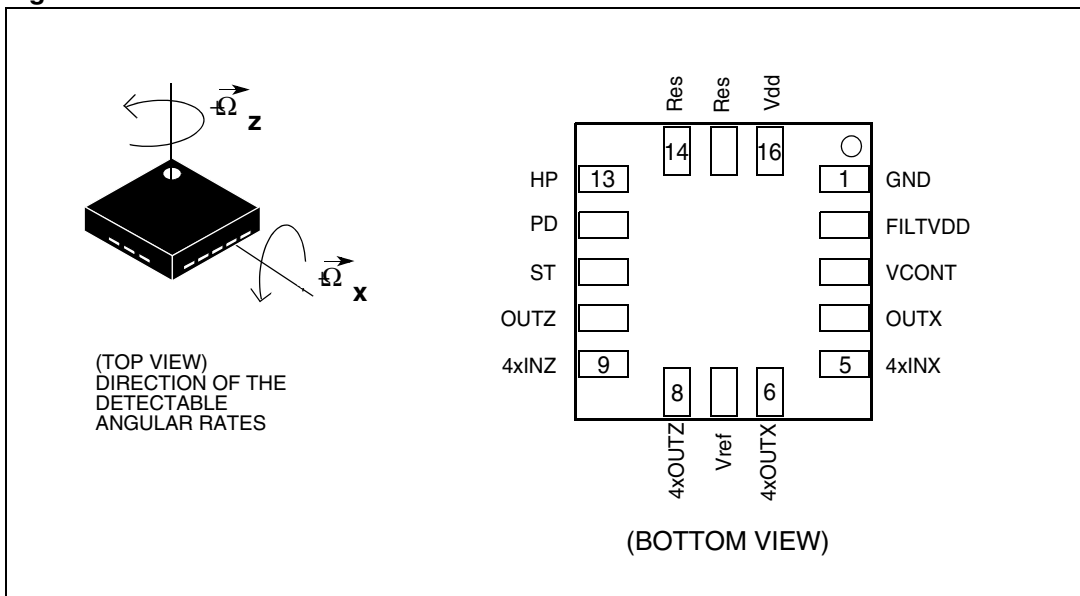 +Ω z
+Ω x
(TOP VIEW)
DIRECTION OF THE
DETECTABLE
ANGULAR RATES
Res
Res
Vdd
14
16
HP
13
1
GND
PD
FILTVDD
ST
VCONT
OUTZ
OUTX
4xINZ
9
5
4xINX
8
6
4xOUTZ
Vref
4xOUTX
(BOTTOM VIEW)